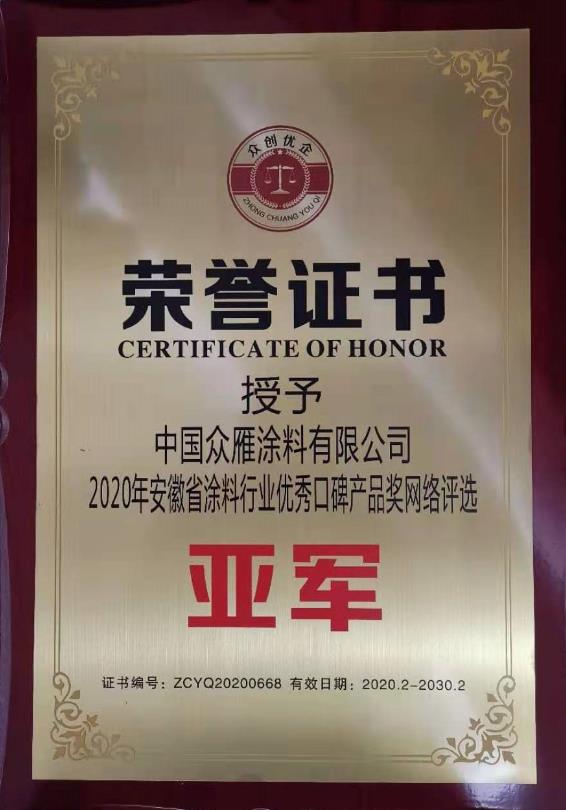 众创优企
ZHONG CHUANG YOU QI
荣誉证书
CERTIFICATE OF HONOR
授予
中国众雁涂料有限公司
2020年安徽省涂料行业优秀口碑产品奖网络评选
亚军
证书编号：ZCYQ20200668 有效日期：2020.2-2030.2